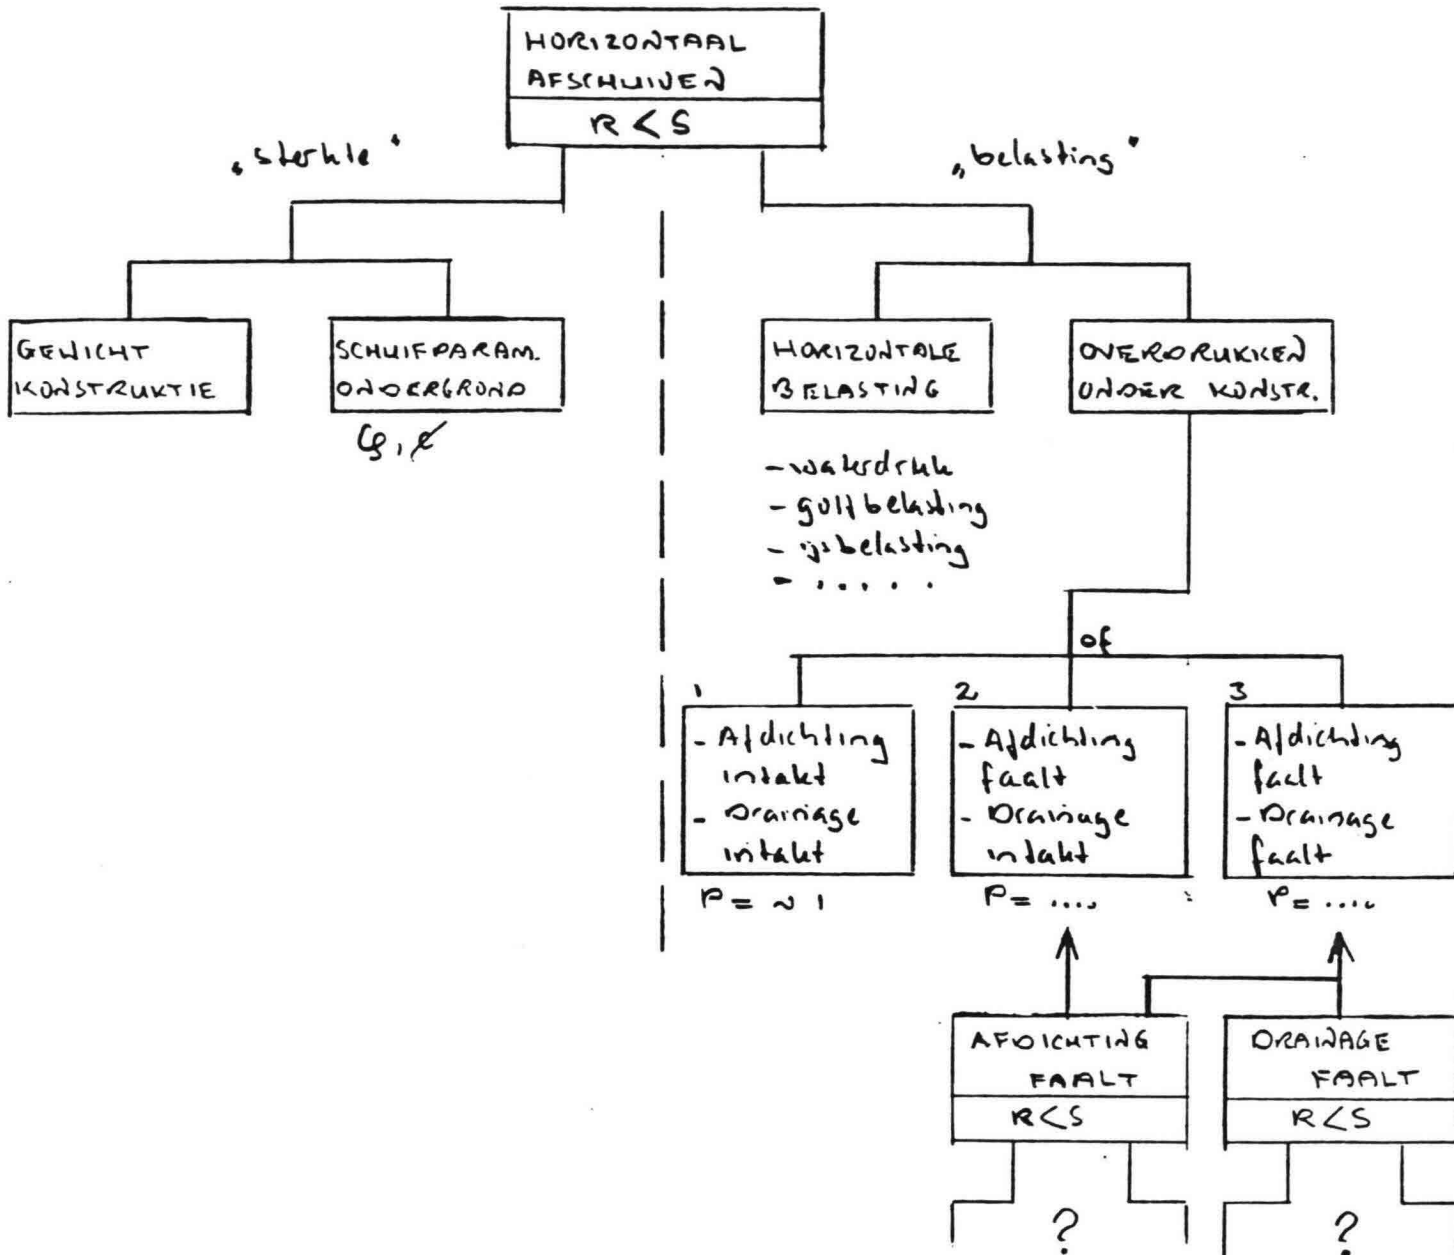 HORIZONTAAL
AFSCHUIVEN
R < S
„sterkte"
„belasting"
GEWICHT
KONSTRUKTIE
SCHUIFPARAM.
ONDERGROND
HORIZONTALE
BELASTING
OVERDRUKKEN
ONDER KONSTR.
φ, c
- waterdruk
- golfbelasting
- ijsbelasting
- .....
of
1
- Afdichting
intakt
- Drainage
intakt
P = ~ 1
2
- Afdichting
faalt
- Drainage
intakt
P = ....
3
- Afdichting
faalt
- Drainage
faalt
P = ....
AFDICHTING
FAALT
R < S
?
DRAINAGE
FAALT
R < S
?